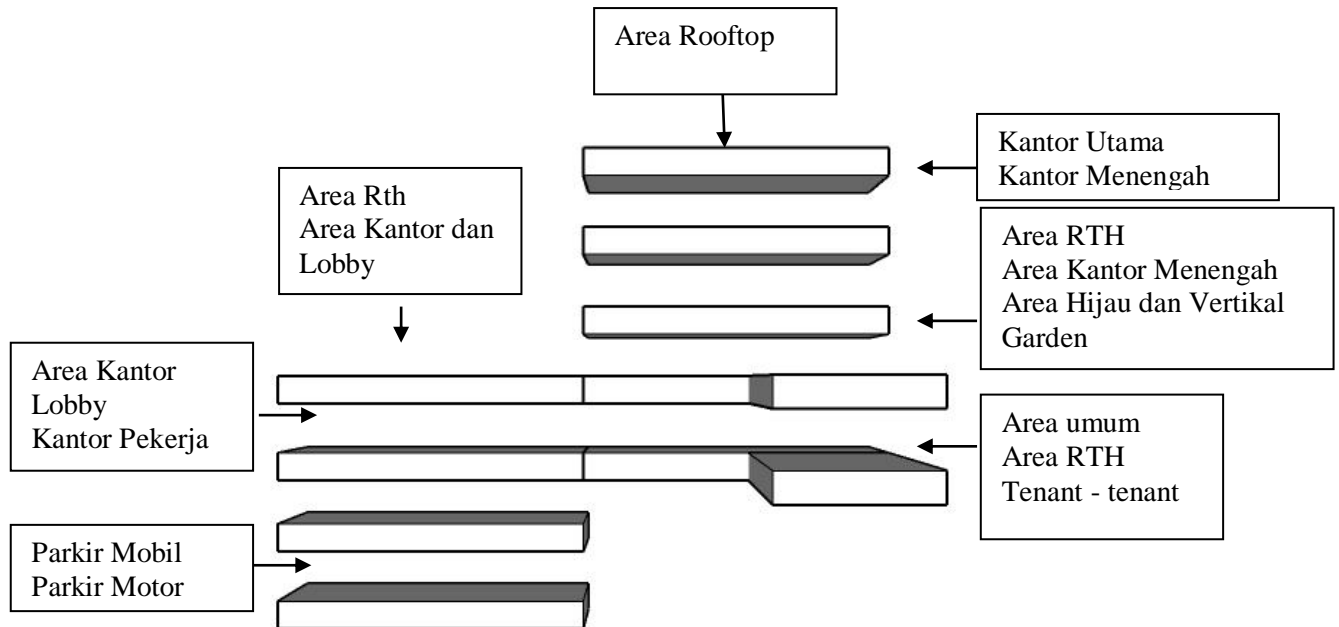 Area Rooftop
Kantor Utama
Kantor Menengah
Area Rth
Area Kantor dan
Lobby
Area RTH
Area Kantor Menengah
Area Hijau dan Vertikal
Garden
Area Kantor
Lobby
Kantor Pekerja
Area umum
Area RTH
Tenant - tenant
Parkir Mobil
Parkir Motor